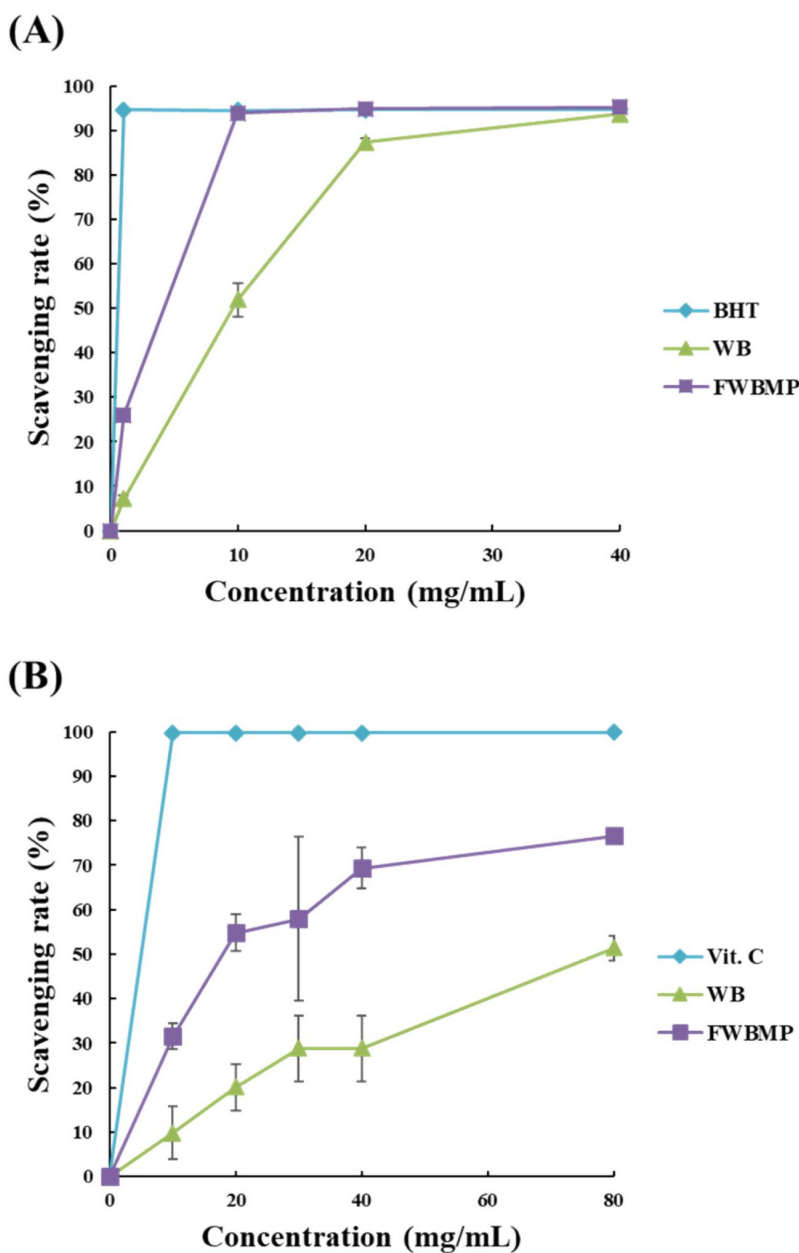 (A)
Scavenging rate (%)
100
90
80
70
60
50
40
30
20
10
0
0 10 20 30 40
Concentration (mg/mL)
BHT
WB
FWBMP
(B)
Scavenging rate (%)
100
90
80
70
60
50
40
30
20
10
0
0 20 40 60 80
Concentration (mg/mL)
Vit. C
WB
FWBMP